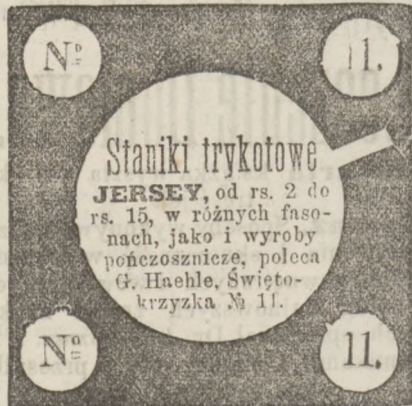 Nº 11.
Staniki trykotowe
JERSEY, od rs. 2 do
rs. 15, w różnych faso-
nach, jako i wyroby
pończosznicze, poleca
G. Haehle, Święto-
krzyzka № 11.
Nº 11.